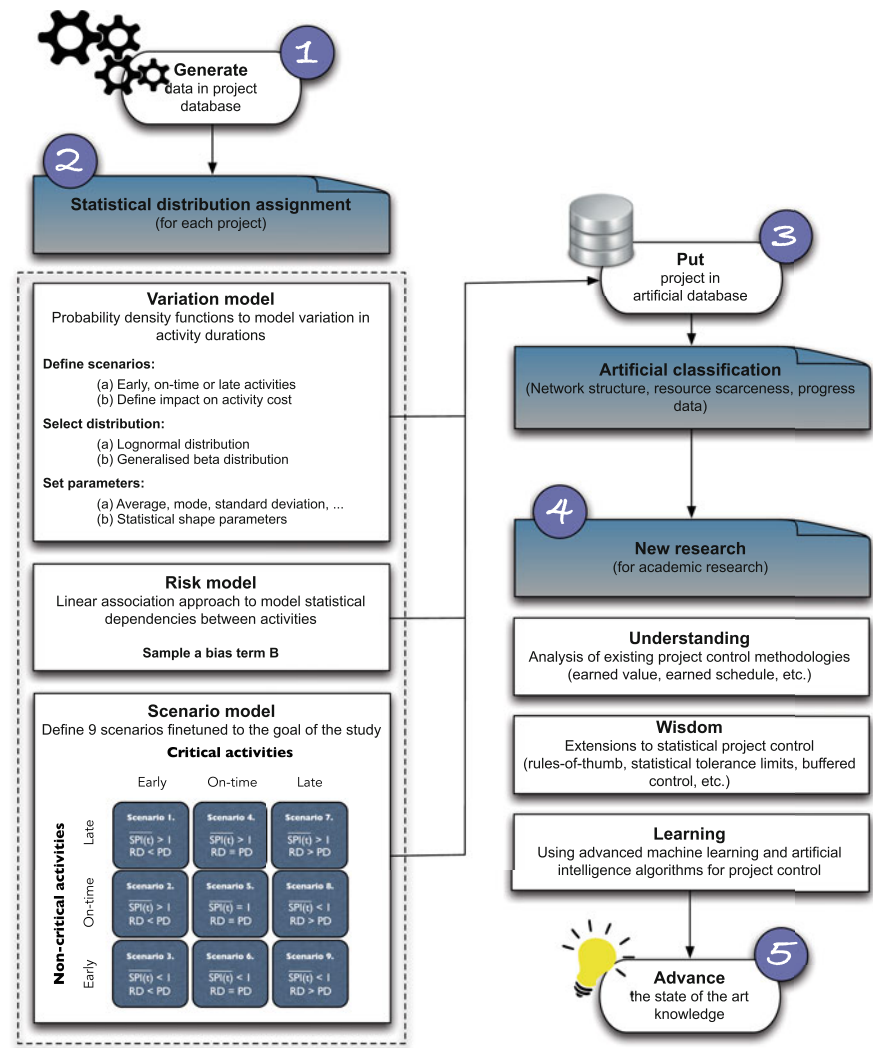 1
Generate
data in project
database
2
Statistical distribution assignment
(for each project)
Variation model
Probability density functions to model variation in
activity durations
Define scenarios:
(a) Early, on-time or late activities
(b) Define impact on activity cost
Select distribution:
(a) Lognormal distribution
(b) Generalised beta distribution
Set parameters:
(a) Average, mode, standard deviation, ...
(b) Statistical shape parameters
Risk model
Linear association approach to model statistical
dependencies between activities
Sample a bias term B
Scenario model
Define 9 scenarios finetuned to the goal of the study
Critical activities
Early On-time Late
Non-critical activities
Late
Scenario 1. Scenario 4. Scenario 7.
S̅P̅I̅(̅t̅)̅ > 1 S̅P̅I̅(̅t̅)̅ > 1 S̅P̅I̅(̅t̅)̅ > 1
RD < PD RD = PD RD > PD
On-time
Scenario 2. Scenario 5. Scenario 8.
S̅P̅I̅(̅t̅)̅ > 1 S̅P̅I̅(̅t̅)̅ = 1 S̅P̅I̅(̅t̅)̅ < 1
RD < PD RD = PD RD > PD
Early
Scenario 3. Scenario 6. Scenario 9.
S̅P̅I̅(̅t̅)̅ < 1 S̅P̅I̅(̅t̅)̅ < 1 S̅P̅I̅(̅t̅)̅ < 1
RD < PD RD = PD RD > PD
3
Put
project in
artificial database
Artificial classification
(Network structure, resource scarceness, progress
data)
4
New research
(for academic research)
Understanding
Analysis of existing project control methodologies
(earned value, earned schedule, etc.)
Wisdom
Extensions to statistical project control
(rules-of-thumb, statistical tolerance limits, buffered
control, etc.)
Learning
Using advanced machine learning and artificial
intelligence algorithms for project control
5
Advance
the state of the art
knowledge